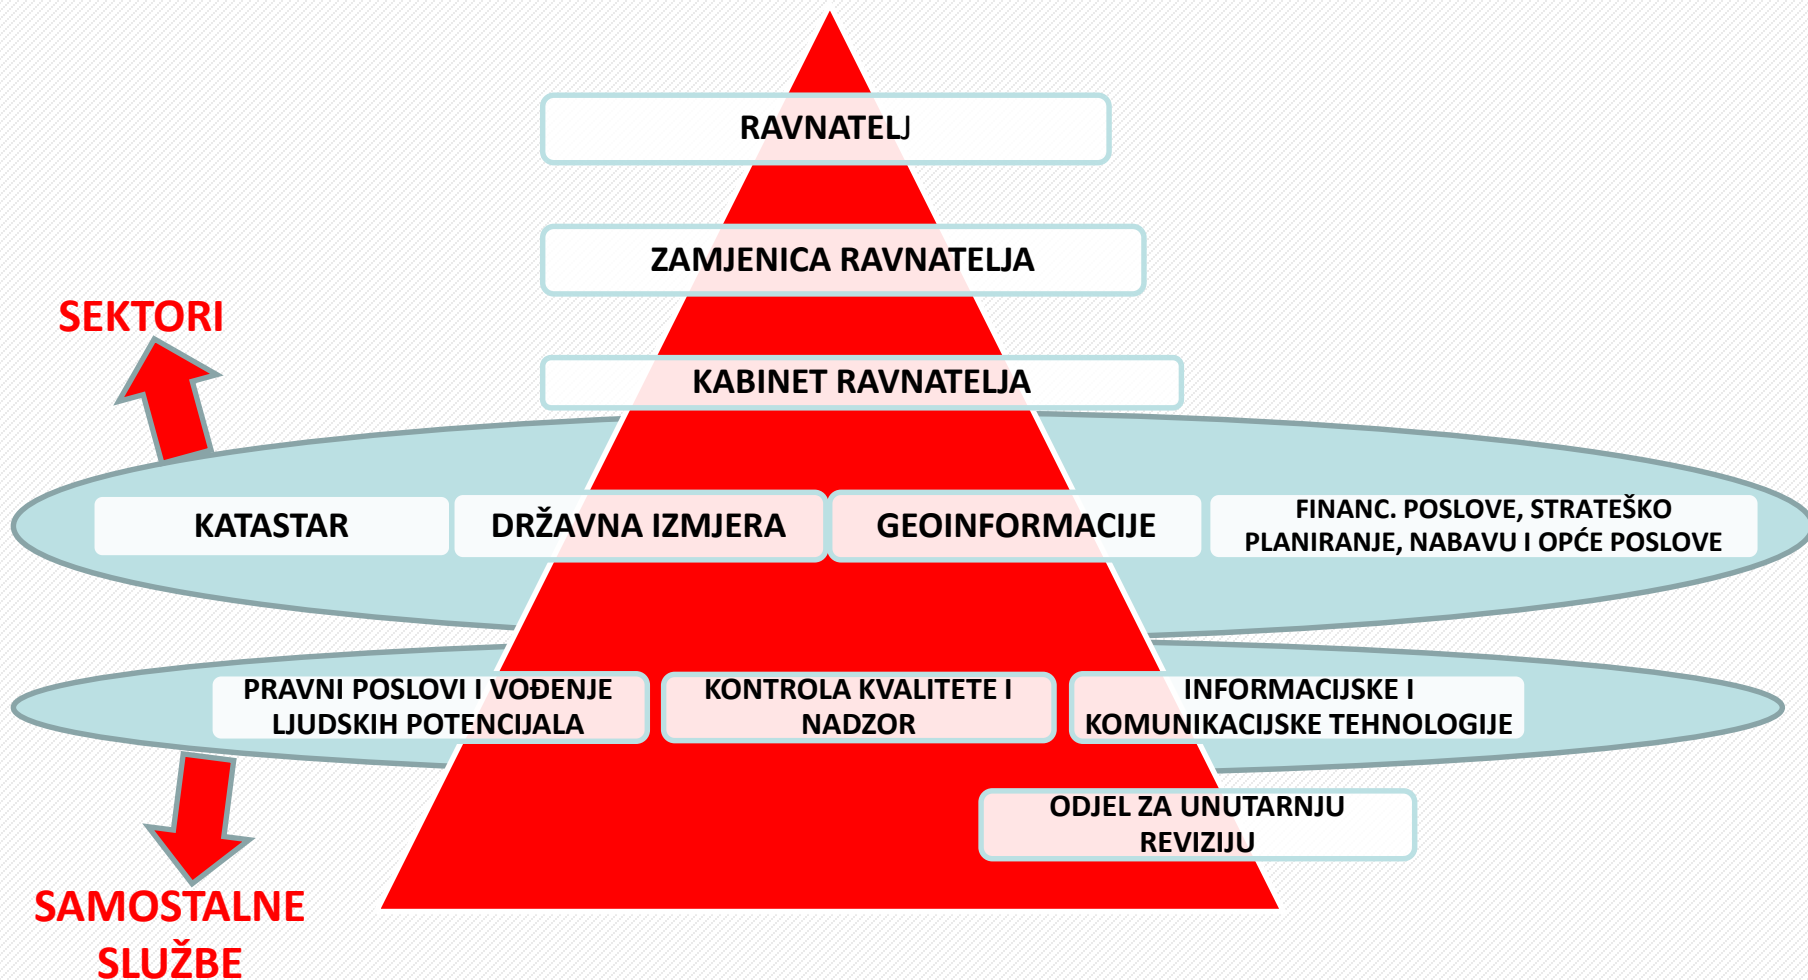 RAVNATELJ
ZAMJENICA RAVNATELJA
SEKTORI
KABINET RAVNATELJA
KATASTAR
DRŽAVNA IZMJERA
GEOINFORMACIJE
FINANC. POSLOVE, STRATEŠKO
PLANIRANJE, NABAVU I OPĆE POSLOVE
PRAVNI POSLOVI I VOĐENJE
LJUDSKIH POTENCIJALA
KONTROLA KVALITETE I
NADZOR
INFORMACIJSKE I
KOMUNIKACIJSKE TEHNOLOGIJE
ODJEL ZA UNUTARNJU
REVIZIJU
SAMOSTALNE
SLUŽBE